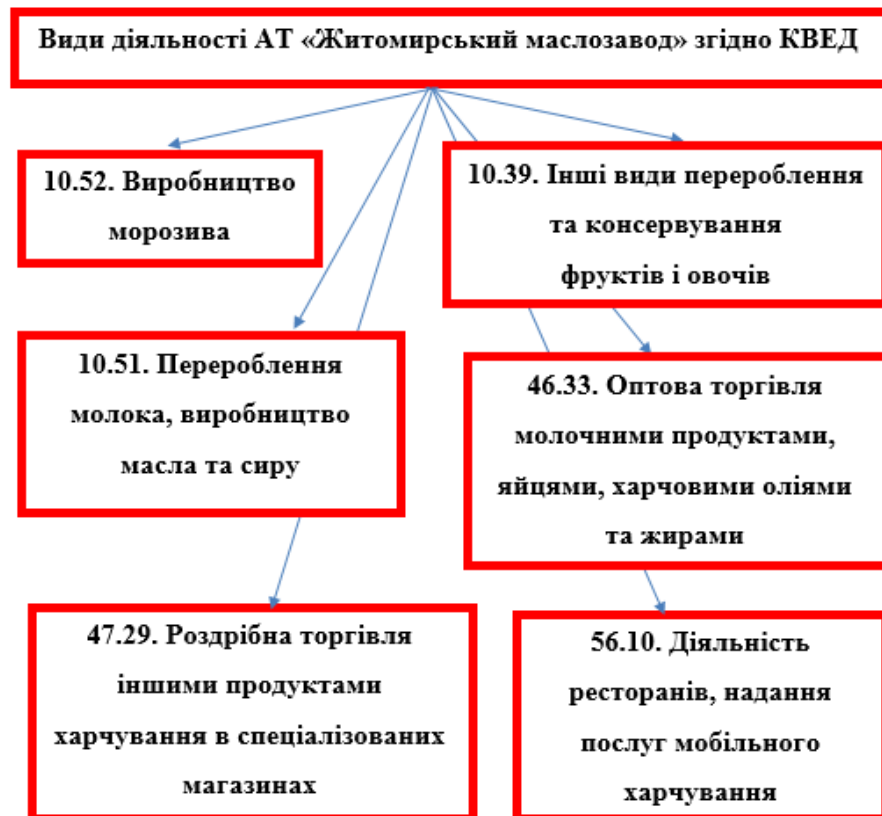 Види діяльності АТ «Житомирський маслозавод» згідно КВЕД
10.52. Виробництво
морозива
10.39. Інші види перероблення
та консервування
фруктів і овочів
10.51. Перероблення
молока, виробництво
масла та сиру
46.33. Оптова торгівля
молочними продуктами,
яйцями, харчовими оліями
та жирами
47.29. Роздрібна торгівля
іншими продуктами
харчування в спеціалізованих
магазинах
56.10. Діяльність
ресторанів, надання
послуг мобільного
харчування